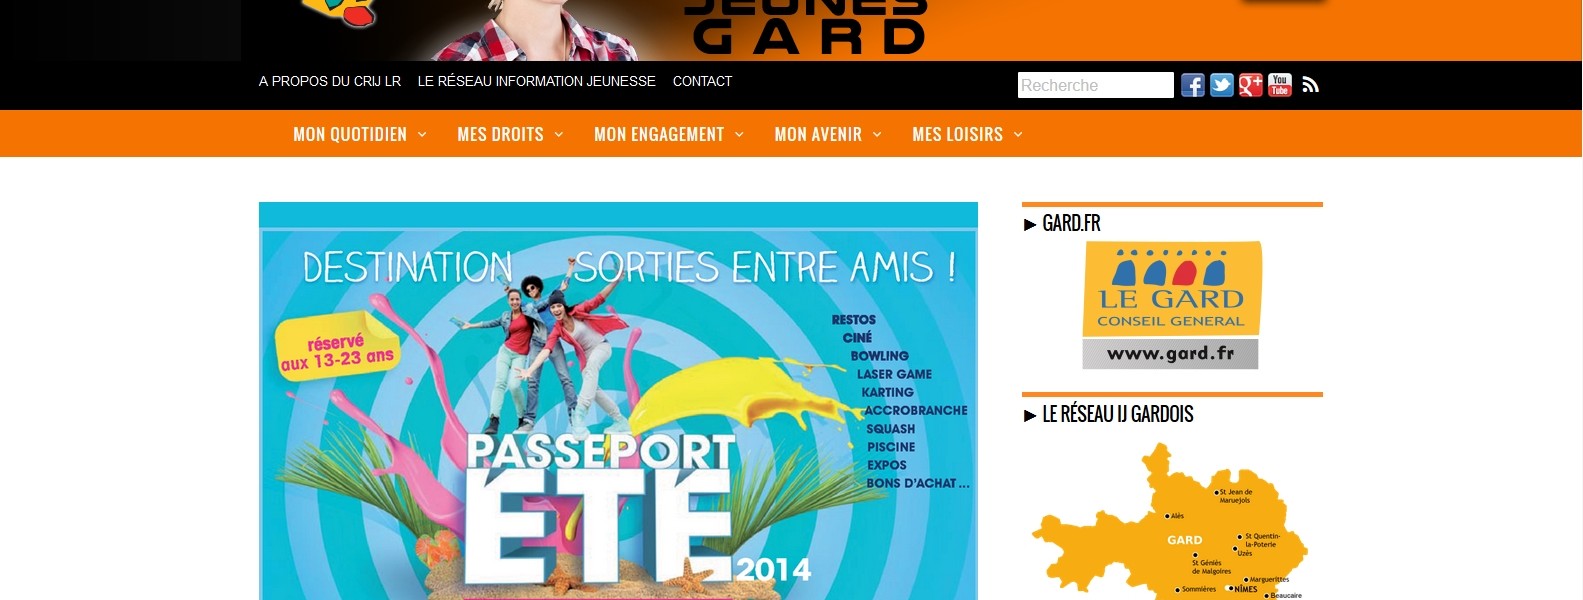 JEUNES
GARD
A PROPOS DU CRIJ LR LE RÉSEAU INFORMATION JEUNESSE CONTACT
Recherche
You
Tube
MON QUOTIDIEN MES DROITS MON ENGAGEMENT MON AVENIR MES LOISIRS
DESTINATION SORTIES ENTRE AMIS !
réservé
aux 13-23 ans
RESTOS
CINÉ
BOWLING
LASER GAME
KARTING
ACCROBRANCHE
SQUASH
PISCINE
EXPOS
BONS D'ACHAT...
PASSEPORT
ÉTÉ
2014
► GARD.FR
LE GARD
CONSEIL GENERAL
www.gard.fr
► LE RÉSEAU IJ GARDOIS
St Jean de
Maruejols
Alès
GARD
St Quentin-
la-Poterie
Uzés
St Géniés
de Malgoires
Marguerittes
Sommières
NÎMES
Beaucaire